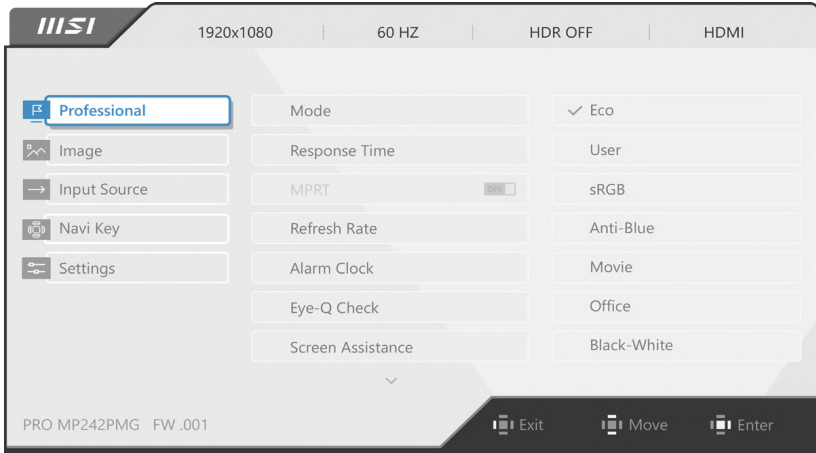 msi
1920x1080 60 HZ HDR OFF HDMI
Professional
Image
Input Source
Navi Key
Settings
Mode
Response Time
MPRT OFF
Refresh Rate
Alarm Clock
Eye-Q Check
Screen Assistance
Eco
User
sRGB
Anti-Blue
Movie
Office
Black-White
PRO MP242PMG FW .001
Exit Move Enter